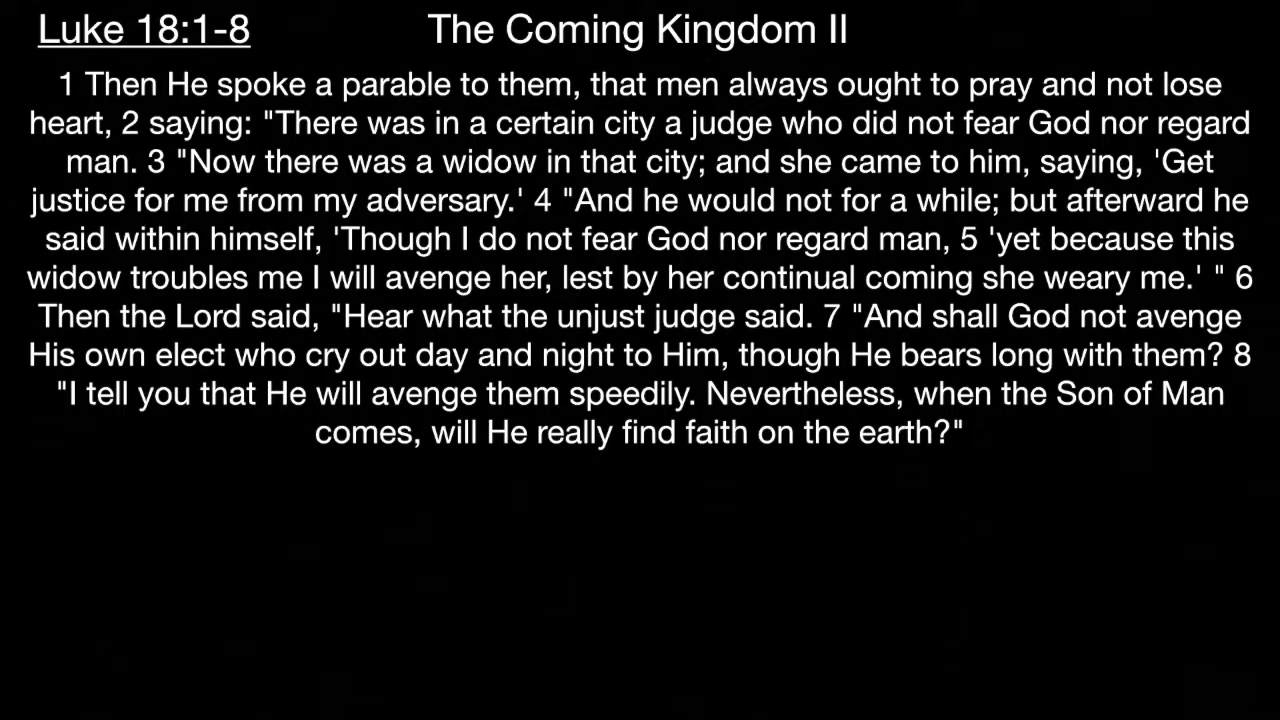 Luke 18:1-8 The Coming Kingdom II
1 Then He spoke a parable to them, that men always ought to pray and not lose
heart, 2 saying: "There was in a certain city a judge who did not fear God nor regard
man. 3 "Now there was a widow in that city; and she came to him, saying, 'Get
justice for me from my adversary.' 4 "And he would not for a while; but afterward he
said within himself, 'Though I do not fear God nor regard man, 5 'yet because this
widow troubles me I will avenge her, lest by her continual coming she weary me.' " 6
Then the Lord said, "Hear what the unjust judge said. 7 "And shall God not avenge
His own elect who cry out day and night to Him, though He bears long with them? 8
"I tell you that He will avenge them speedily. Nevertheless, when the Son of Man
comes, will He really find faith on the earth?"